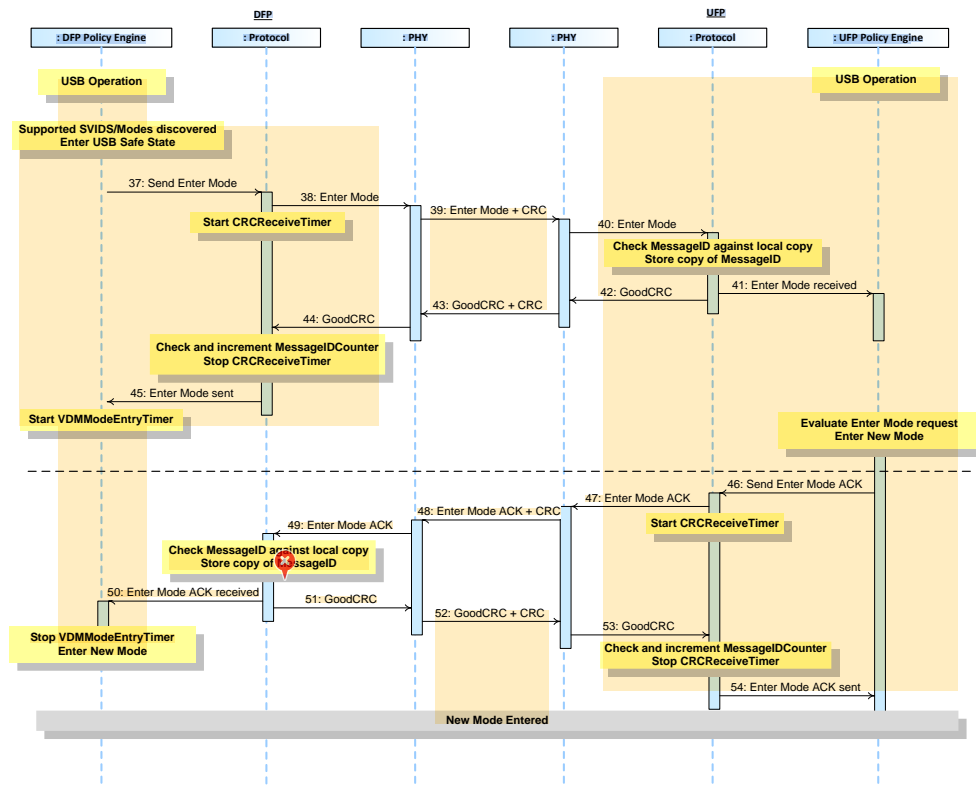 DFP
UFP
: DFP Policy Engine
: Protocol
: PHY
: PHY
: Protocol
: UFP Policy Engine
USB Operation
USB Operation
Supported SVIDS/Modes discovered
Enter USB Safe State
37: Send Enter Mode
38: Enter Mode
Start CRCReceiveTimer
39: Enter Mode + CRC
40: Enter Mode
Check MessageID against local copy
Store copy of MessageID
41: Enter Mode received
42: GoodCRC
43: GoodCRC + CRC
44: GoodCRC
Check and increment MessageIDCounter
Stop CRCReceiveTimer
45: Enter Mode sent
Start VDMModeEntryTimer
Evaluate Enter Mode request
Enter New Mode
46: Send Enter Mode ACK
47: Enter Mode ACK
Start CRCReceiveTimer
48: Enter Mode ACK + CRC
49: Enter Mode ACK
Check MessageID against local copy
Store copy of MessageID
50: Enter Mode ACK received
51: GoodCRC
52: GoodCRC + CRC
53: GoodCRC
Stop VDMModeEntryTimer
Enter New Mode
Check and increment MessageIDCounter
Stop CRCReceiveTimer
54: Enter Mode ACK sent
New Mode Entered